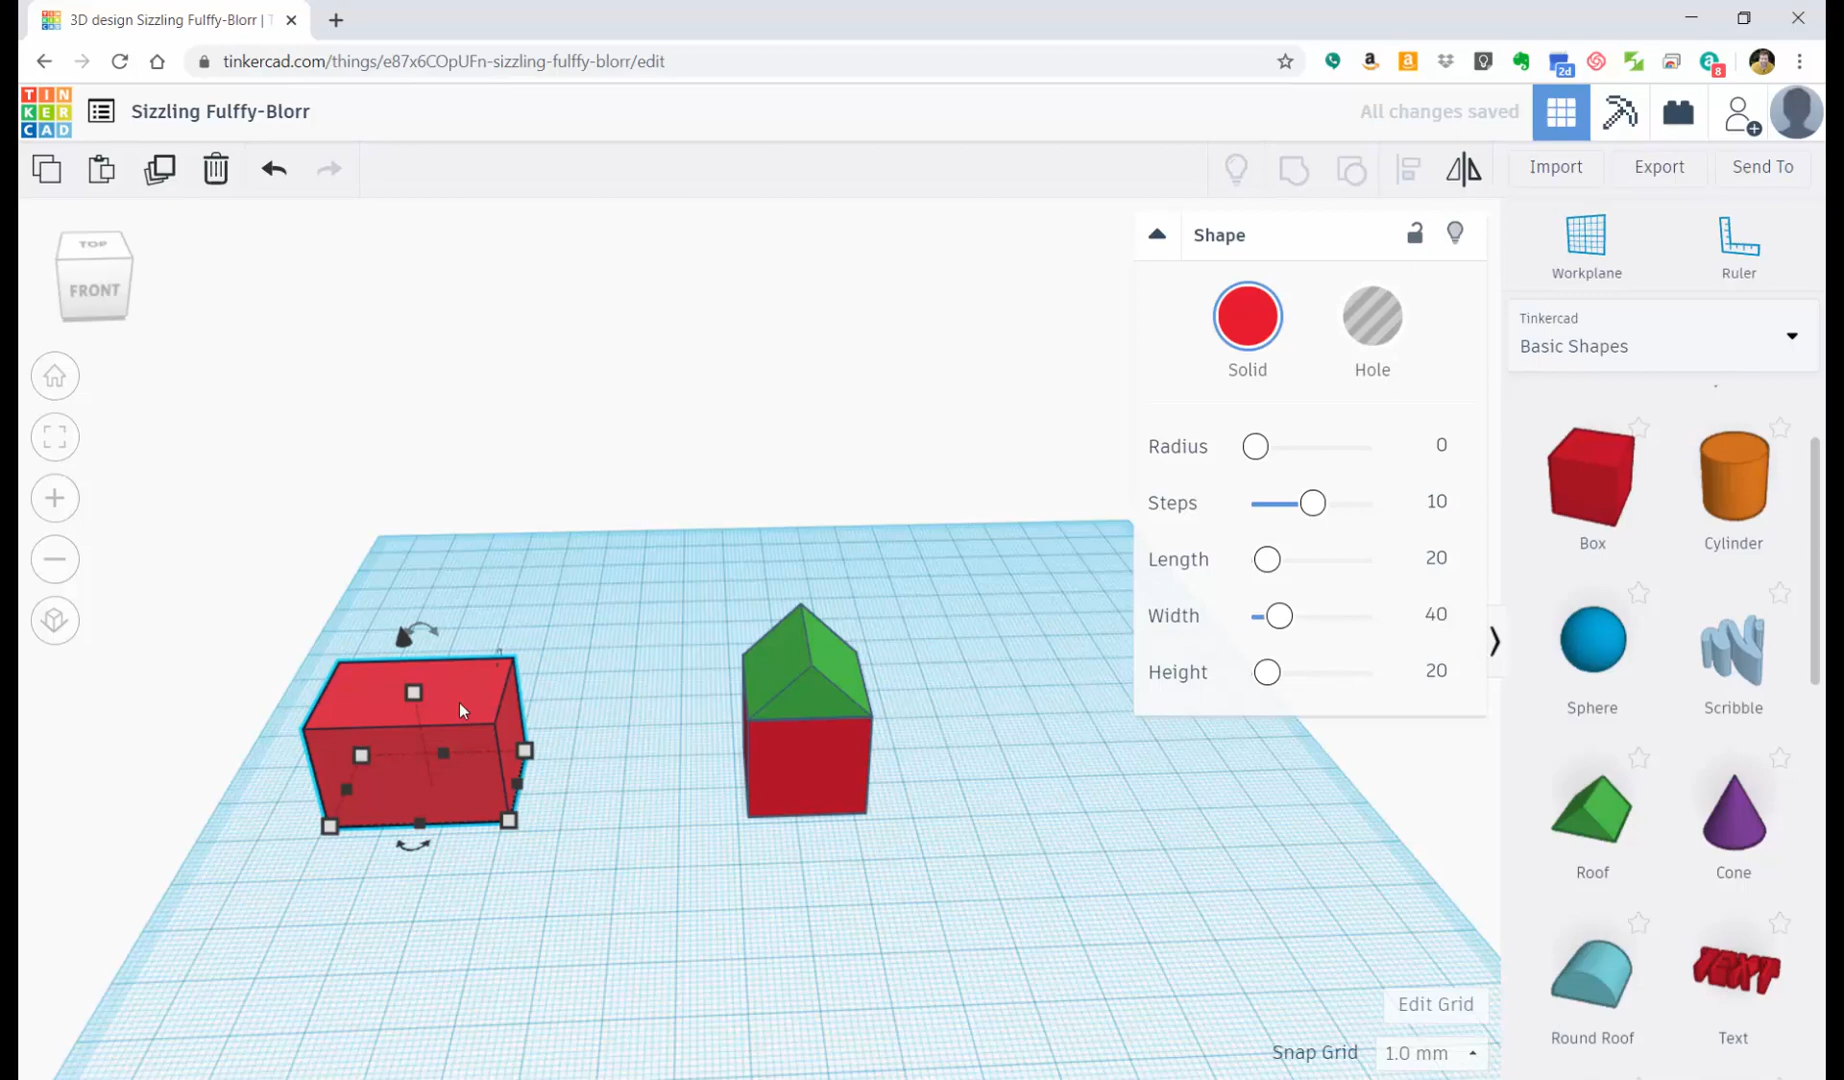 3D design Sizzling Fulffy-Blorr | T
tinkercad.com/things/e87x6COpUFn-sizzling-fulffy-blorr/edit
2d
8
TIN
KER
CAD
Sizzling Fulffy-Blorr
All changes saved
Import
Export
Send To
TOP
FRONT
Shape
Solid
Hole
Radius
0
Steps
10
Length
20
Width
40
Height
20
Workplane
Ruler
Tinkercad
Basic Shapes
Box
Cylinder
Sphere
Scribble
Roof
Cone
TEXT
Round Roof
Text
Edit Grid
Snap Grid
1.0 mm